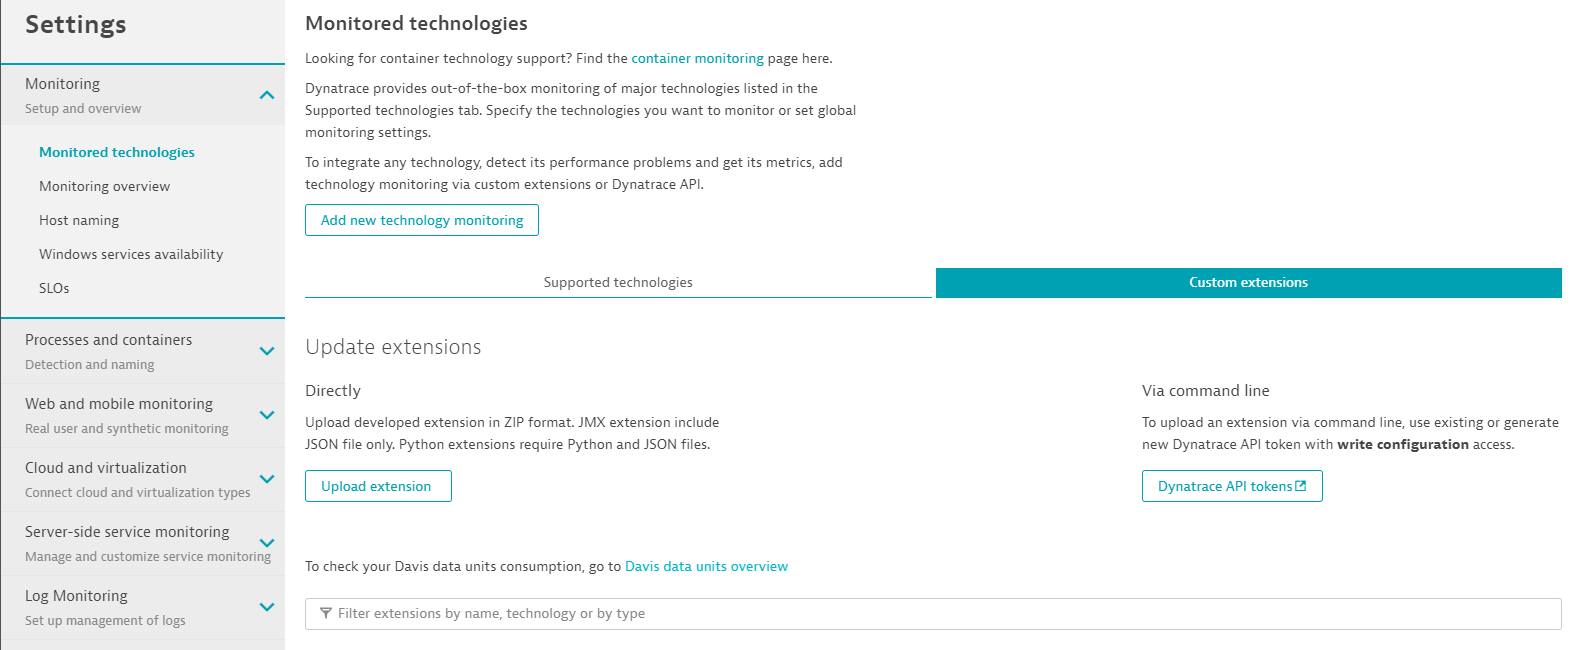 Settings
Monitoring
Setup and overview
Monitored technologies
Monitoring overview
Host naming
Windows services availability
SLOs
Processes and containers
Detection and naming
Web and mobile monitoring
Real user and synthetic monitoring
Cloud and virtualization
Connect cloud and virtualization types
Server-side service monitoring
Manage and customize service monitoring
Log Monitoring
Set up management of logs
Monitored technologies
Looking for container technology support? Find the container monitoring page here.
Dynatrace provides out-of-the-box monitoring of major technologies listed in the
Supported technologies tab. Specify the technologies you want to monitor or set global
monitoring settings.
To integrate any technology, detect its performance problems and get its metrics, add
technology monitoring via custom extensions or Dynatrace API.
Add new technology monitoring
Supported technologies
Custom extensions
Update extensions
Directly
Upload developed extension in ZIP format. JMX extension include
JSON file only. Python extensions require Python and JSON files.
Upload extension
Via command line
To upload an extension via command line, use existing or generate
new Dynatrace API token with write configuration access.
Dynatrace API tokens
To check your Davis data units consumption, go to Davis data units overview
Filter extensions by name, technology or by type